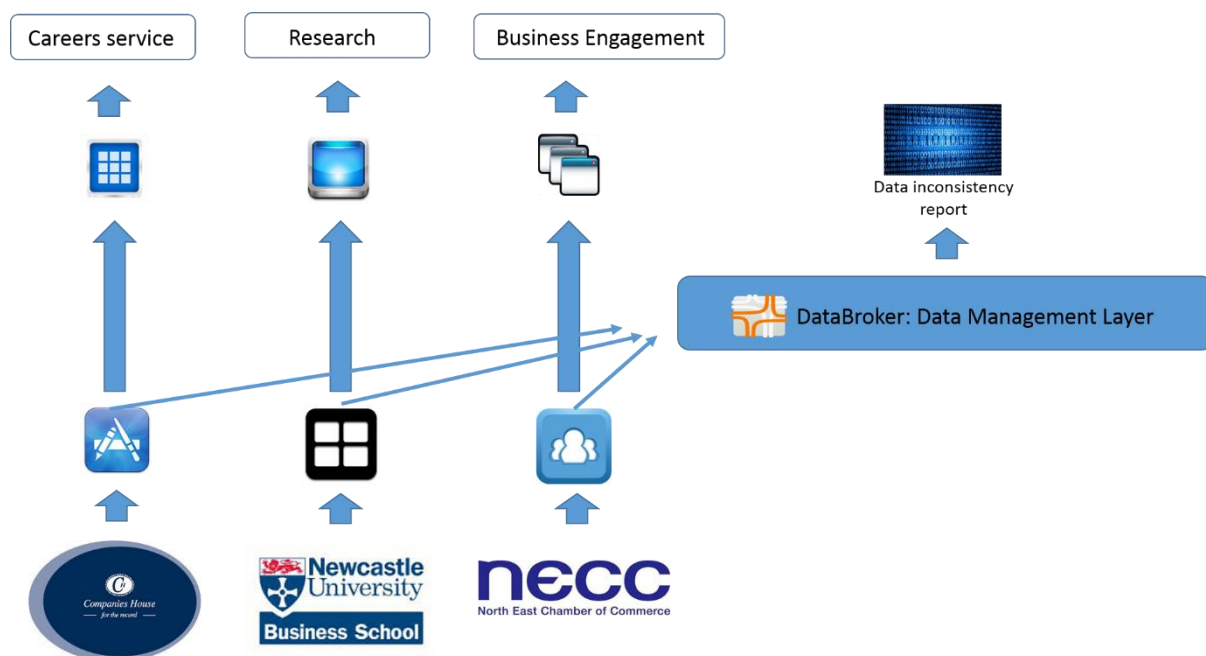 Careers service
Research
Business Engagement
Data inconsistency
report
DataBroker: Data Management Layer
CH
Companies House
for the record
Newcastle
University
Business School
necc
North East Chamber of Commerce